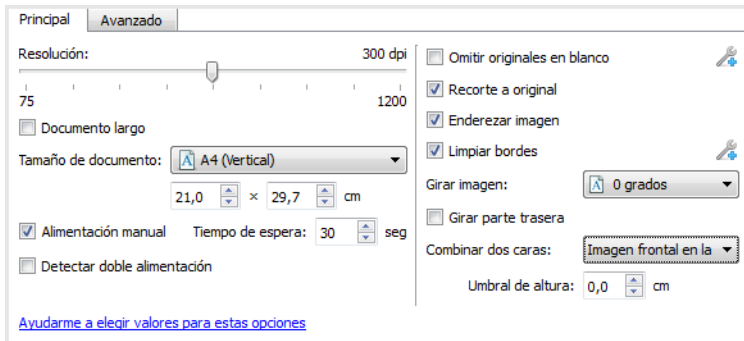 Principal Avanzado
Resolución: 300 dpi
75 1200
Documento largo
Tamaño de documento: A4 (Vertical)
21,0 × 29,7 cm
Alimentación manual Tiempo de espera: 30 seg
Detectar doble alimentación
Ayudarme a elegir valores para estas opciones
Omitir originales en blanco
Recorte a original
Enderezar imagen
Limpiar bordes
Girar imagen: 0 grados
Girar parte trasera
Combinar dos caras: Imagen frontal en la
Umbral de altura: 0,0 cm